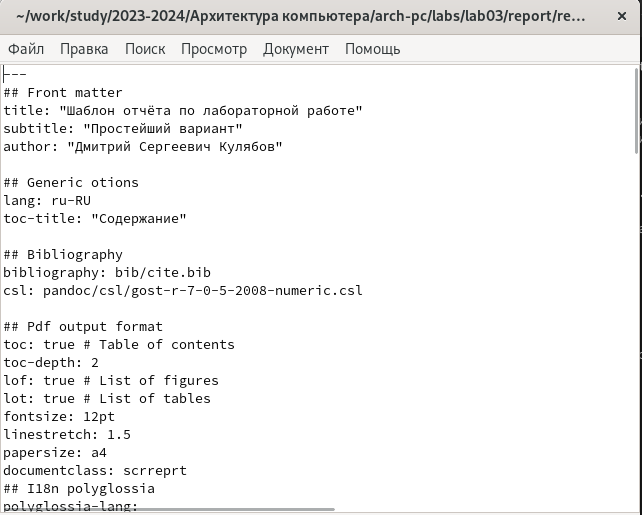 ~/work/study/2023-2024/Архитектура компьютера/arch-pc/labs/lab03/report/re...
Файл Правка Поиск Просмотр Документ Помощь
---
## Front matter
title: "Шаблон отчёта по лабораторной работе"
subtitle: "Простейший вариант"
author: "Дмитрий Сергеевич Кулябов"
## Generic otions
lang: ru-RU
toc-title: "Содержание"
## Bibliography
bibliography: bib/cite.bib
csl: pandoc/csl/gost-r-7-0-5-2008-numeric.csl
## Pdf output format
toc: true # Table of contents
toc-depth: 2
lof: true # List of figures
lot: true # List of tables
fontsize: 12pt
linestretch: 1.5
papersize: a4
documentclass: scrreprt
## I18n polyglossia
polyglossia-lang: